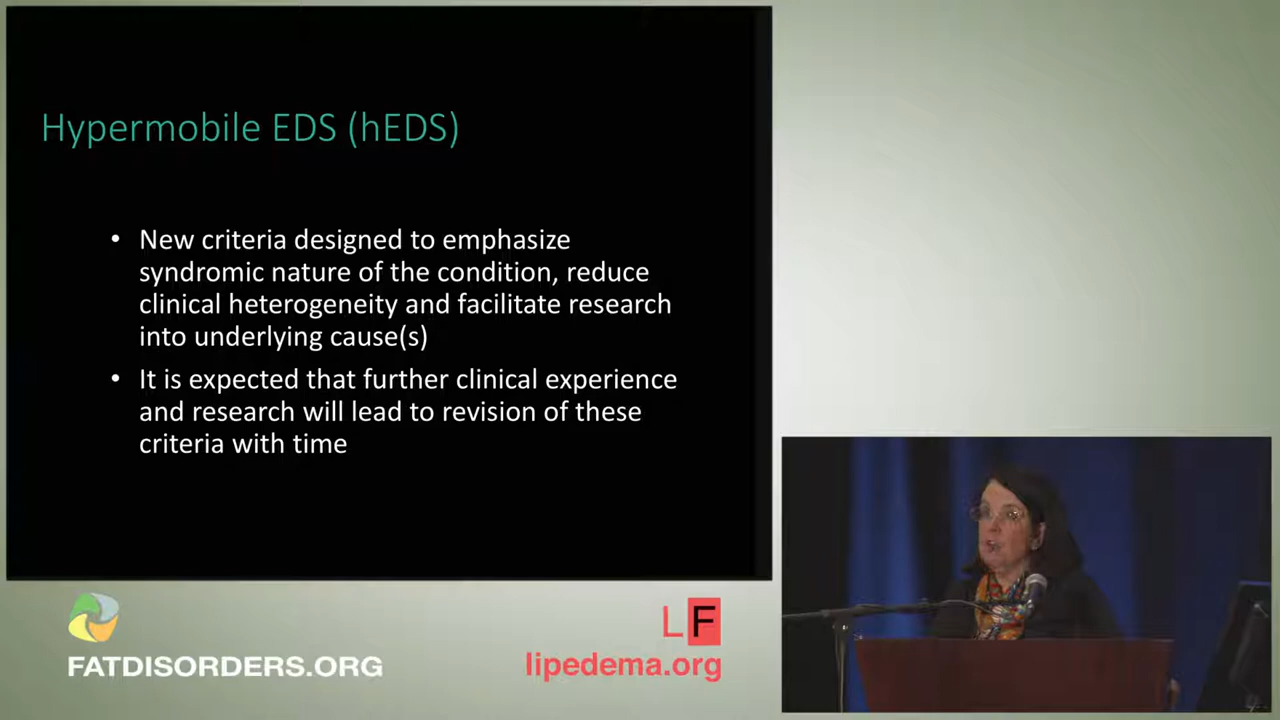 Hypermobile EDS (hEDS)
• New criteria designed to emphasize
syndromic nature of the condition, reduce
clinical heterogeneity and facilitate research
into underlying cause(s)
• It is expected that further clinical experience
and research will lead to revision of these
criteria with time
LF
FATDISORDERS.ORG
lipedema.org